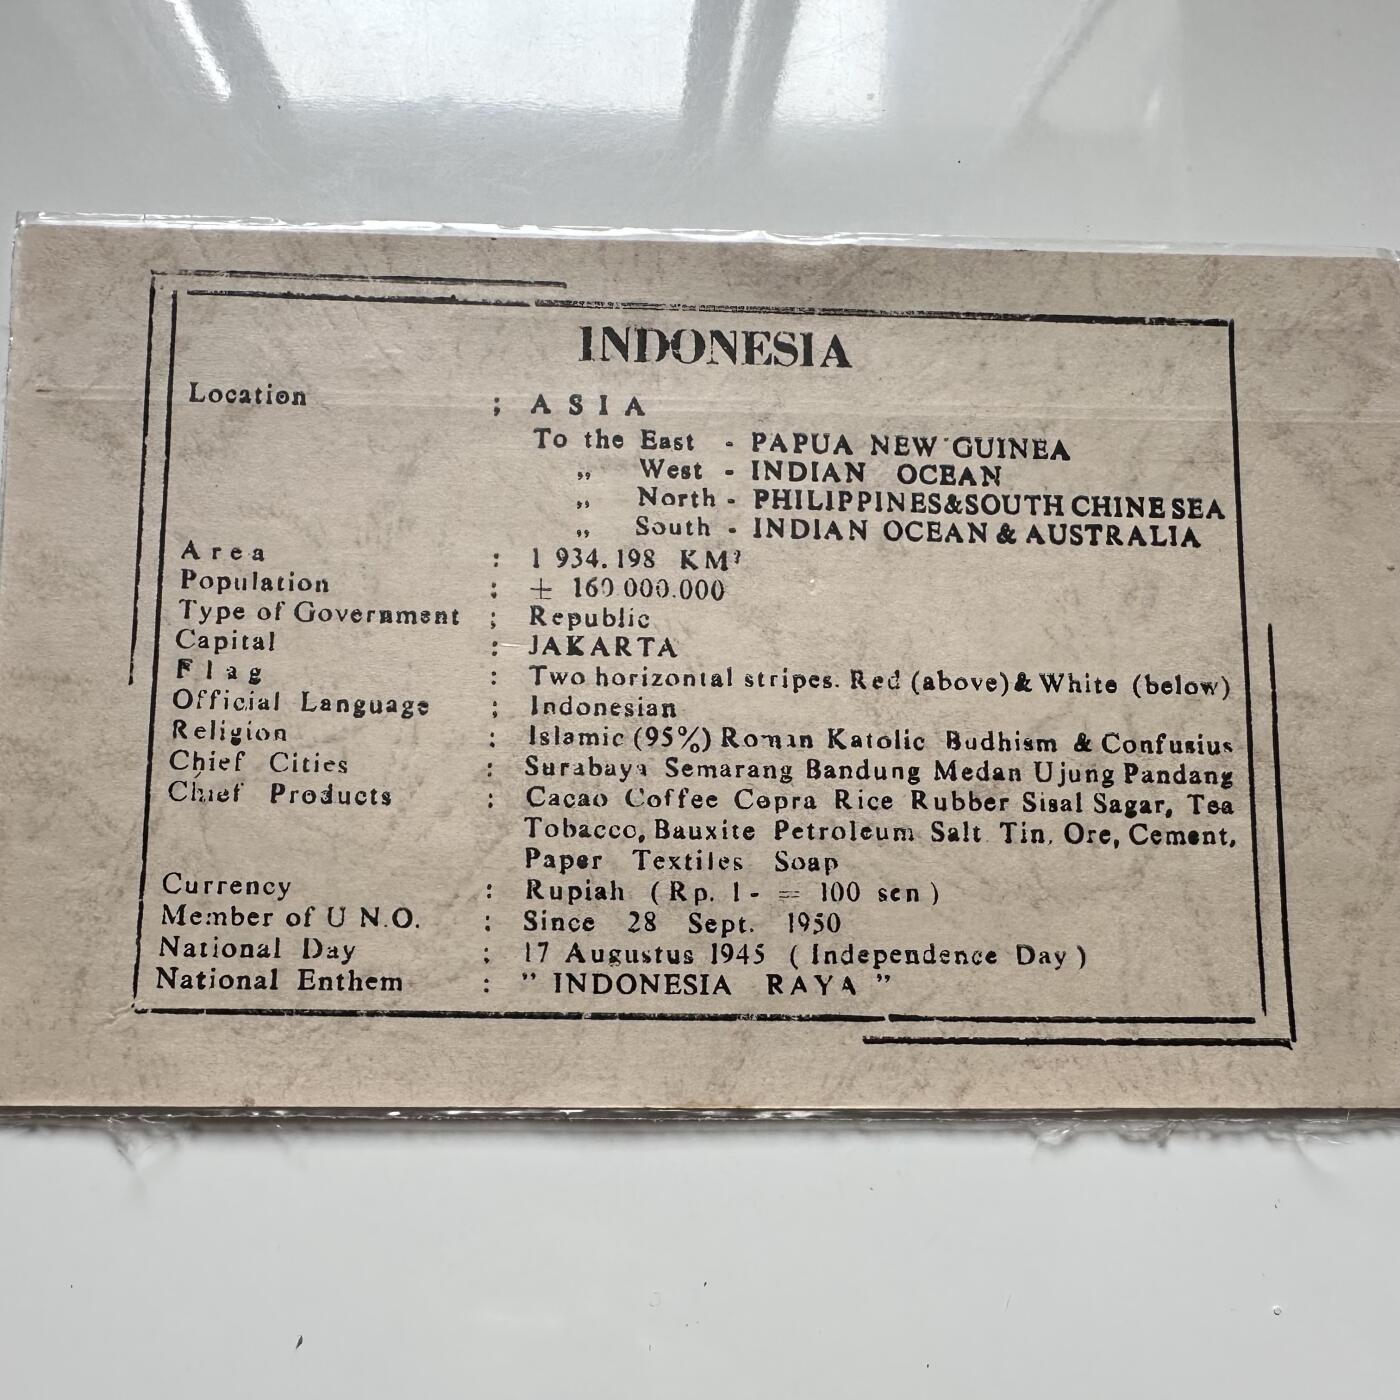 INDONESIA
Location ; ASIA
To the East - PAPUA NEW GUINEA
„ West - INDIAN OCEAN
„ North - PHILIPPINES&SOUTH CHINE SEA
„ South - INDIAN OCEAN & AUSTRALIA
Area : 1 934.198 KM²
Population : ± 160 000.000
Type of Government ; Republic
Capital : JAKARTA
Flag : Two horizontal stripes. Red (above) & White (below)
Official Language ; Indonesian
Religion : Islamic (95%) Roman Katolic Budhism & Confusius
Chief Cities : Surabaya Semarang Bandung Medan Ujung Pandang
Chief Products : Cacao Coffee Copra Rice Rubber Sisal Sagar, Tea
Tobacco, Bauxite Petroleum Salt Tin, Ore, Cement,
Paper Textiles Soap
Currency : Rupiah (Rp. 1 - = 100 sen)
Member of U N.O. : Since 28 Sept. 1950
National Day ; 17 Augustus 1945 ( Independence Day )
National Enthem : " INDONESIA RAYA "